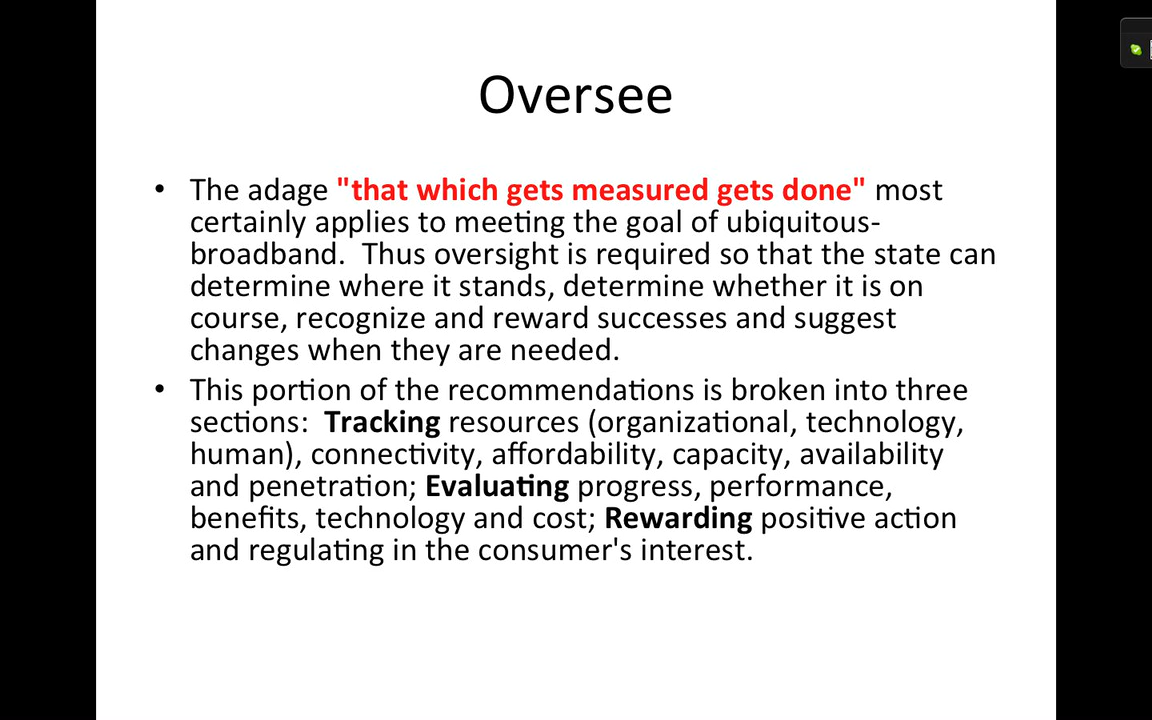 Oversee
• The adage "that which gets measured gets done" most
certainly applies to meeting the goal of ubiquitous-
broadband.  Thus oversight is required so that the state can
determine where it stands, determine whether it is on
course, recognize and reward successes and suggest
changes when they are needed.
• This portion of the recommendations is broken into three
sections:  Tracking resources (organizational, technology,
human), connectivity, affordability, capacity, availability
and penetration; Evaluating progress, performance,
benefits, technology and cost; Rewarding positive action
and regulating in the consumer's interest.